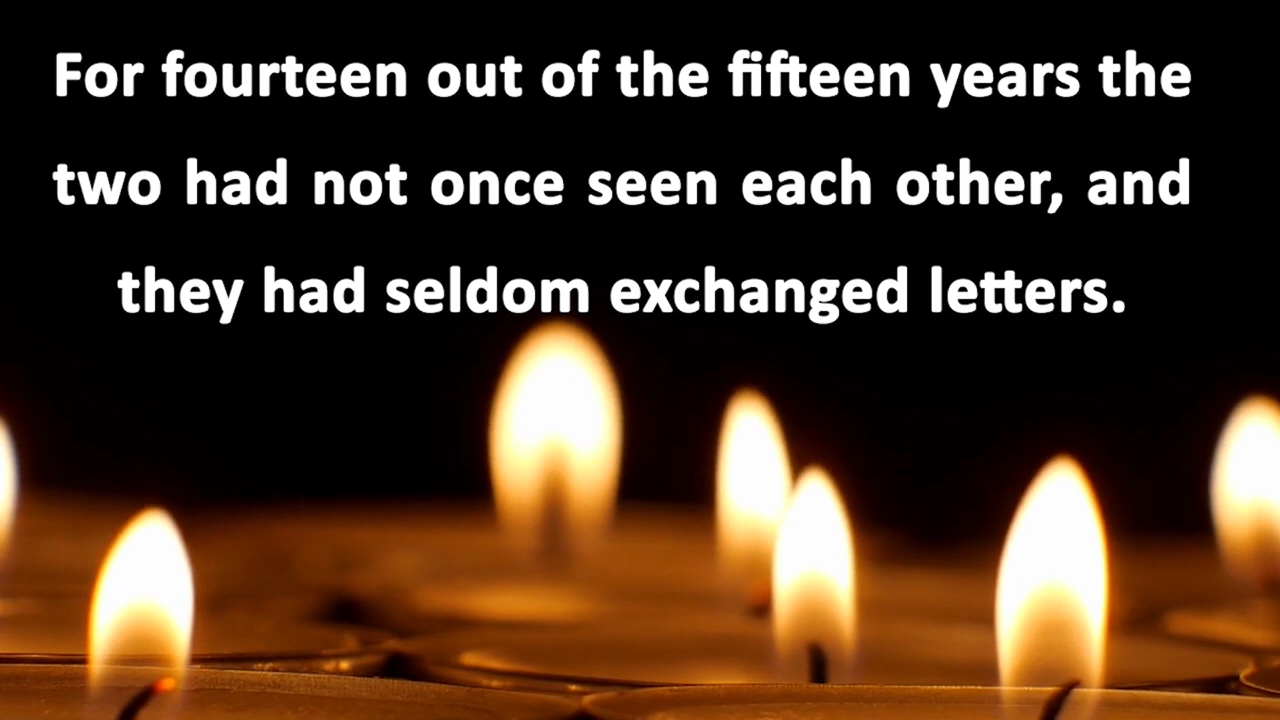 For fourteen out of the fifteen years the
two had not once seen each other, and
they had seldom exchanged letters.